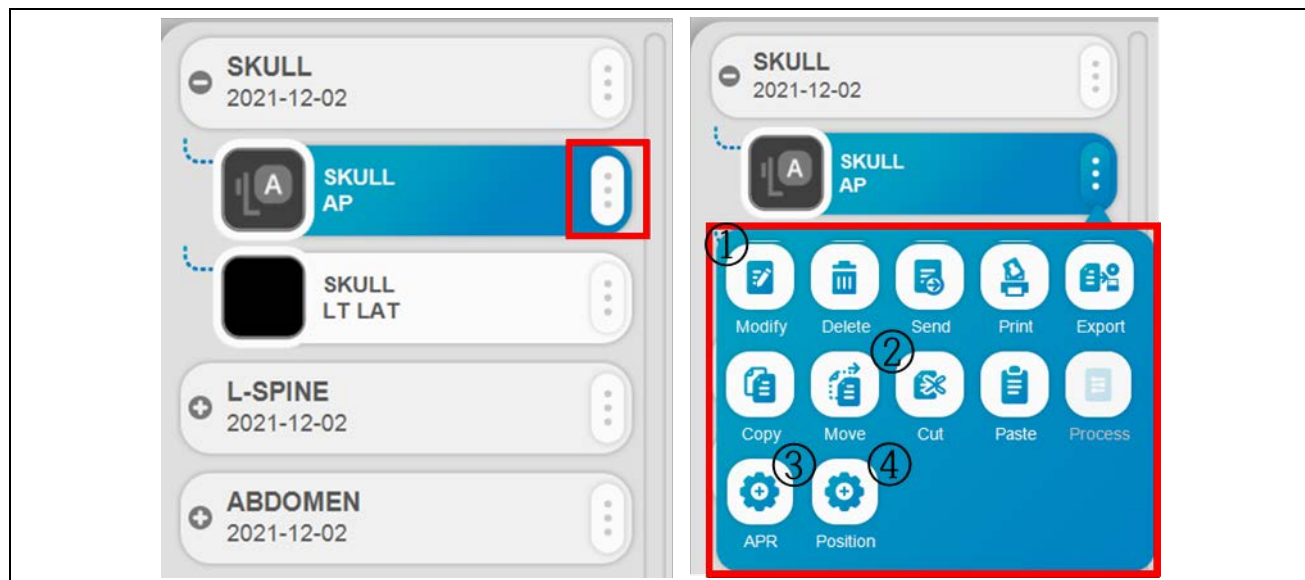 SKULL
2021-12-02
A
SKULL
AP
SKULL
LT LAT
L-SPINE
2021-12-02
ABDOMEN
2021-12-02
SKULL
2021-12-02
A
SKULL
AP
①
Modify Delete Send Print Export
②
Copy Move Cut Paste Process
③ ④
APR Position